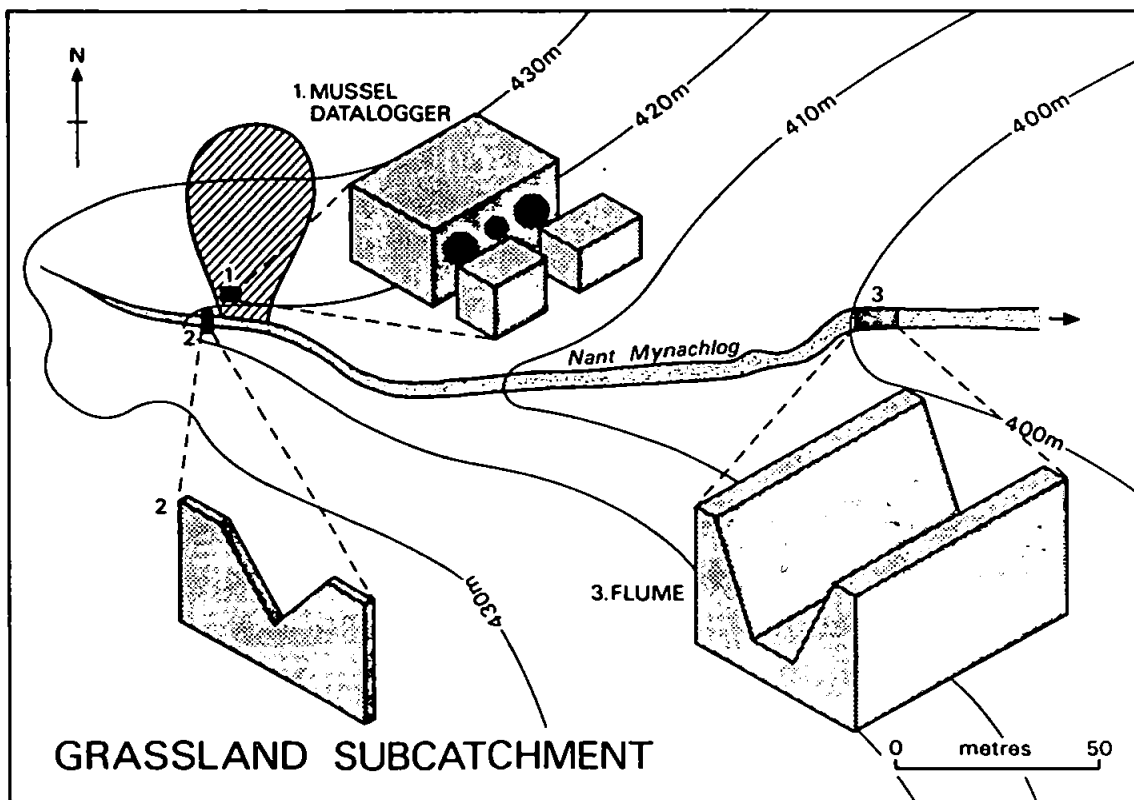 N
1. MUSSEL
DATALOGGER
430m
420m
410m
400m
1
2
3
Nant Mynachlog
400m
2
430m
3. FLUME
0 metres 50
GRASSLAND SUBCATCHMENT